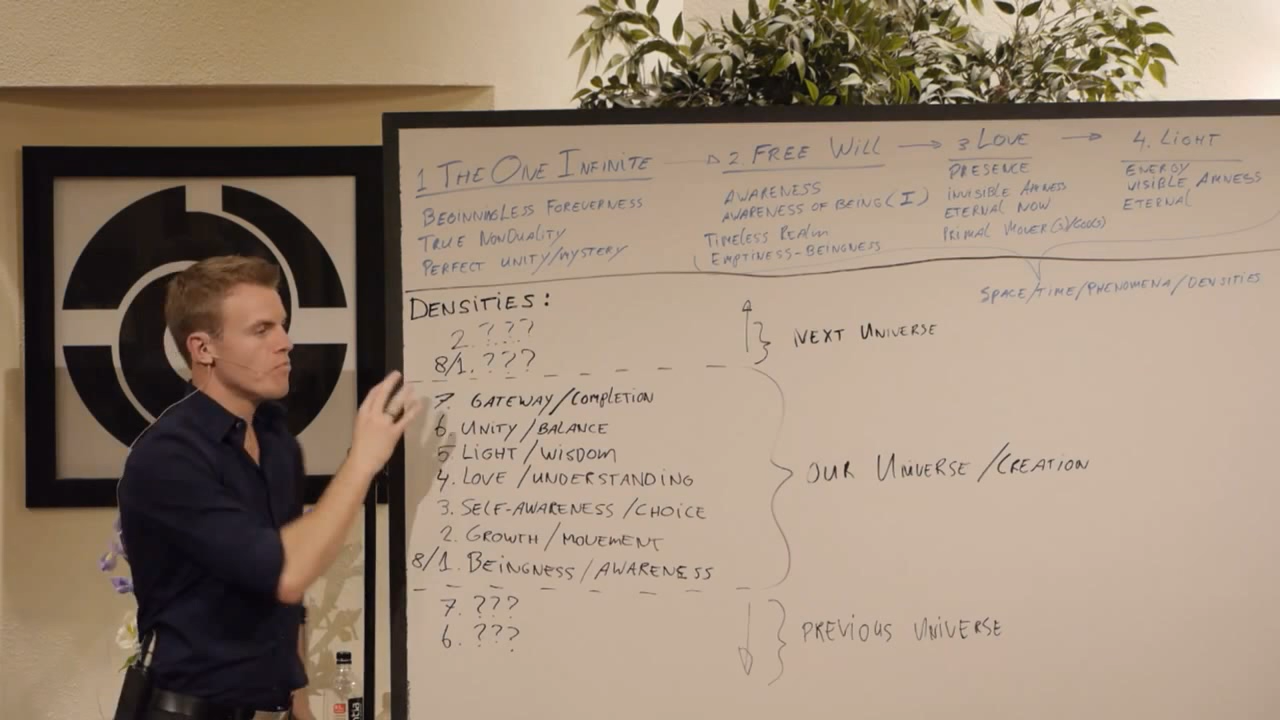 1 THE ONE INFINITE
BEGINNINGLESS FOREVERNESS
TRUE NONDUALITY
PERFECT UNITY/MYSTERY
2. FREE WILL
AWARENESS
AWARENESS OF BEING (I)
TIMELESS REALM
EMPTINESS-BEINGNESS
3 LOVE
PRESENCE
INVISIBLE AMNESS
ETERNAL NOW
PRIMAL MOVER(S)/GOD(S)
4. LIGHT
ENERGY
VISIBLE AMNESS
ETERNAL
SPACE/TIME/PHENOMENA/DENSITIES
DENSITIES:
2. ???
8/1. ???
NEXT UNIVERSE
7. GATEWAY/COMPLETION
6. UNITY/BALANCE
5. LIGHT/WISDOM
4. LOVE/UNDERSTANDING
3. SELF-AWARENESS/CHOICE
2. GROWTH/MOVEMENT
8/1. BEINGNESS/AWARENESS
OUR UNIVERSE/CREATION
7. ???
6. ???
PREVIOUS UNIVERSE